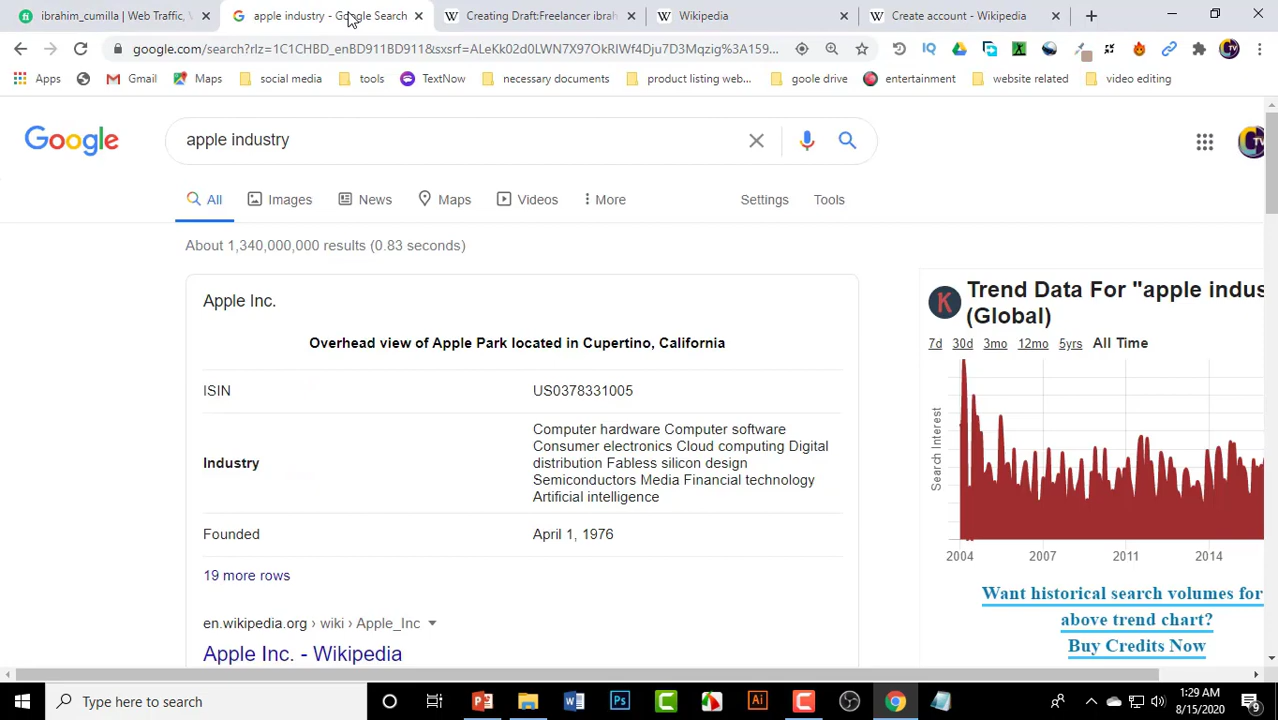 ibrahim_cumilla | Web Traffic,
apple industry - Google Search
Creating Draft:Freelancer ibrah
Wikipedia
Create account - Wikipedia
google.com/search?rlz=1C1CHBD_enBD911BD911&sxsrf=ALeKk02d0LWN7X97OkRIWf4Dju7D3Mqzig%3A159...
Apps
Gmail
Maps
social media
tools
TextNow
necessary documents
product listing web...
goole drive
entertainment
website related
video editing
Google
apple industry
All
Images
News
Maps
Videos
More
Settings
Tools
About 1,340,000,000 results (0.83 seconds)
Apple Inc.
Overhead view of Apple Park located in Cupertino, California
ISIN
US0378331005
Industry
Computer hardware Computer software
Consumer electronics Cloud computing Digital
distribution Fabless silicon design
Semiconductors Media Financial technology
Artificial intelligence
Founded
April 1, 1976
19 more rows
en.wikipedia.org › wiki › Apple_Inc
Apple Inc. - Wikipedia
K
Trend Data For "apple indus
(Global)
7d 30d 3mo 12mo 5yrs All Time
Search Interest
2004 2007 2011 2014
Want historical search volumes for
above trend chart?
Buy Credits Now
Type here to search
1:29 AM
8/15/2020
9